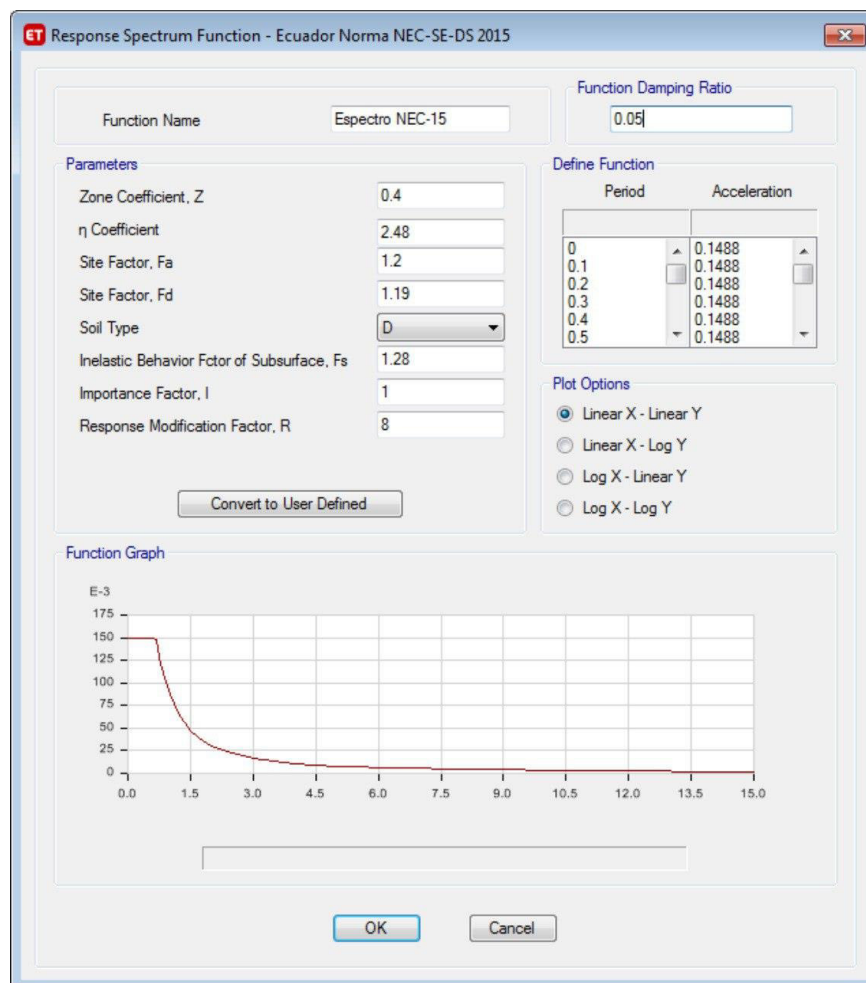 ET Response Spectrum Function - Ecuador Norma NEC-SE-DS 2015
Function Name Espectro NEC-15
Function Damping Ratio
0.05
Parameters
Zone Coefficient, Z 0.4
η Coefficient 2.48
Site Factor, Fa 1.2
Site Factor, Fd 1.19
Soil Type D
Inelastic Behavior Fctor of Subsurface, Fs 1.28
Importance Factor, I 1
Response Modification Factor, R 8
Convert to User Defined
Define Function
Period Acceleration
0 0.1488
0.1 0.1488
0.2 0.1488
0.3 0.1488
0.4 0.1488
0.5 0.1488
Plot Options
Linear X - Linear Y
Linear X - Log Y
Log X - Linear Y
Log X - Log Y
Function Graph
E-3
175
150
125
100
75
50
25
0
0.0 1.5 3.0 4.5 6.0 7.5 9.0 10.5 12.0 13.5 15.0
OK Cancel